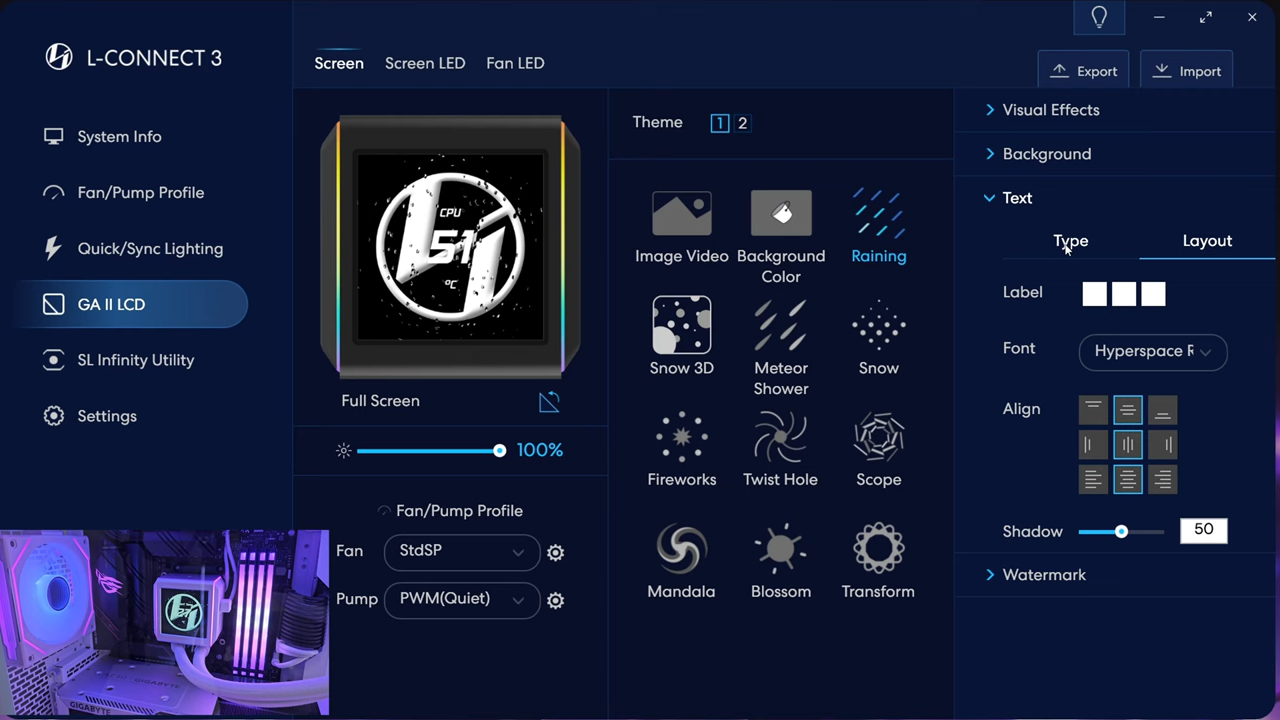 L-CONNECT 3
System Info
Fan/Pump Profile
Quick/Sync Lighting
GA II LCD
SL Infinity Utility
Settings
Screen
Screen LED
Fan LED
Export
Import
CPU
51
°C
Full Screen
100%
Fan/Pump Profile
Fan
StdSP
Pump
PWM(Quiet)
Theme
1
2
Image Video
Background
Color
Raining
Snow 3D
Meteor
Shower
Snow
Fireworks
Twist Hole
Scope
Mandala
Blossom
Transform
Visual Effects
Background
Text
Type
Layout
Label
Font
Hyperspace R
Align
Shadow
50
Watermark
GIGABYTE
GIGABYTE